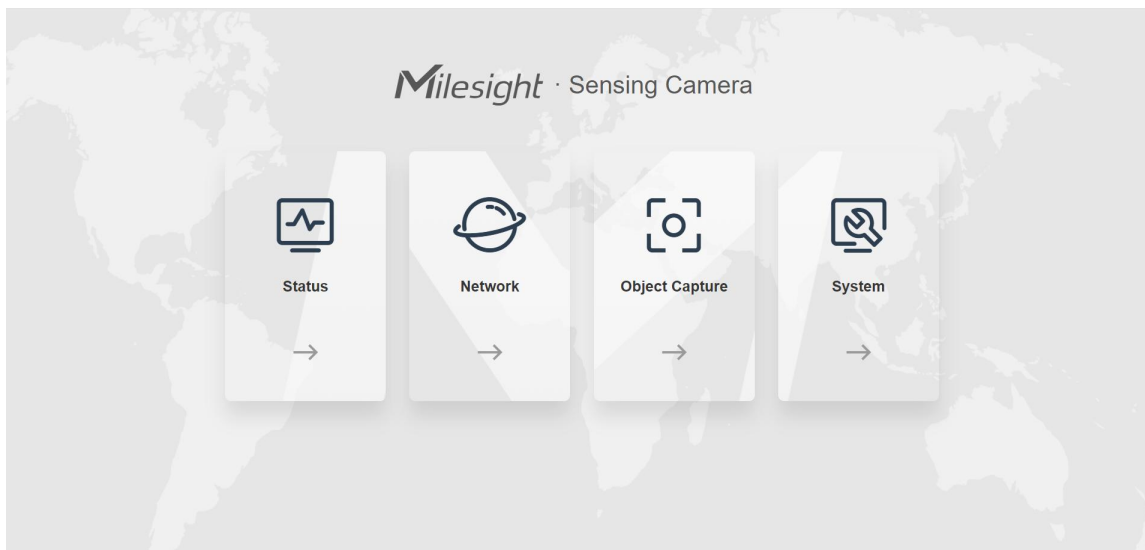 Milesight · Sensing Camera
Status
Network
Object Capture
System